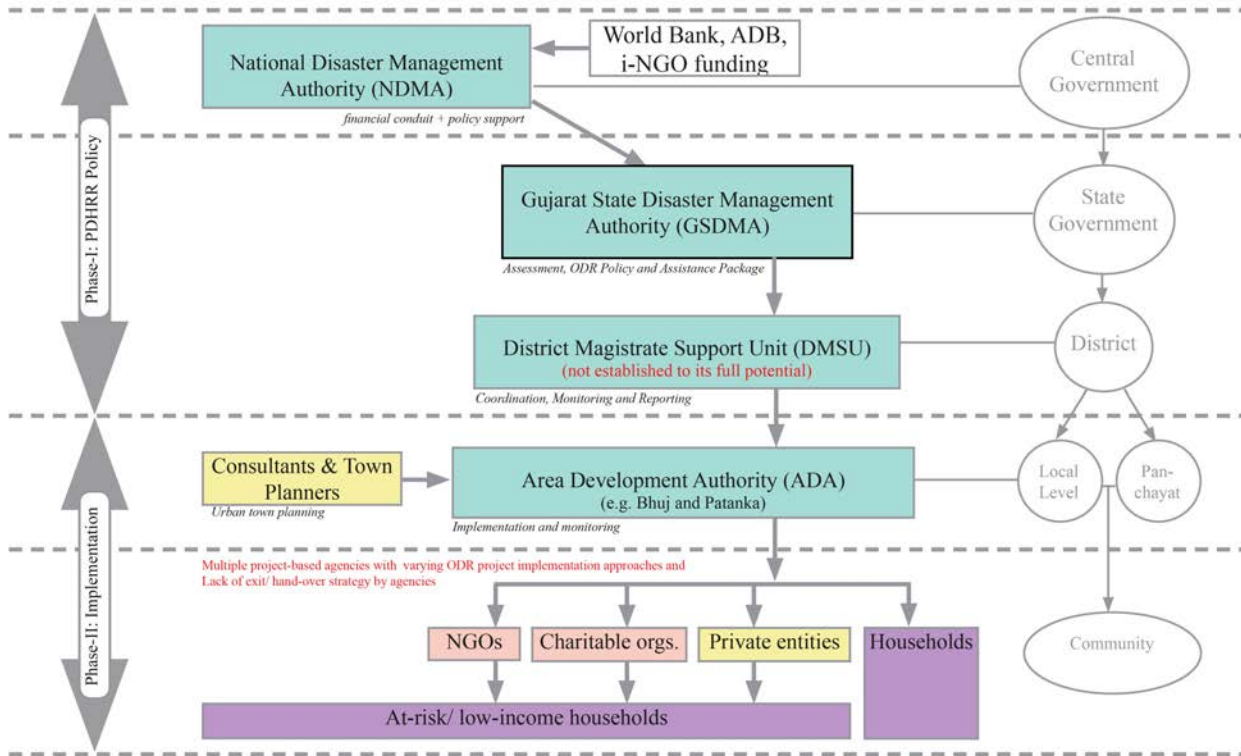 World Bank, ADB,
i-NGO funding
National Disaster Management
Authority (NDMA)
financial conduit + policy support
Central
Government
Phase-I: PDHRR Policy
Gujarat State Disaster Management
Authority (GSDMA)
Assessment, ODR Policy and Assistance Package
State
Government
District Magistrate Support Unit (DMSU)
(not established to its full potential)
Coordination, Monitoring and Reporting
District
Phase-II: Implementation
Consultants & Town
Planners
Urban town planning
Area Development Authority (ADA)
(e.g. Bhuj and Patanka)
Implementation and monitoring
Local
Level
Pan-
chayat
Multiple project-based agencies with varying ODR project implementation approaches and
Lack of exit/ hand-over strategy by agencies
NGOs
Charitable orgs.
Private entities
Households
Community
At-risk/ low-income households